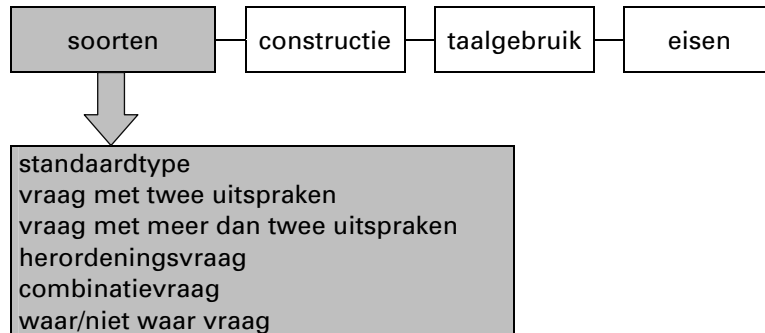 soorten constructie taalgebruik eisen
standaardtype
vraag met twee uitspraken
vraag met meer dan twee uitspraken
herordeningsvraag
combinatievraag
waar/niet waar vraag